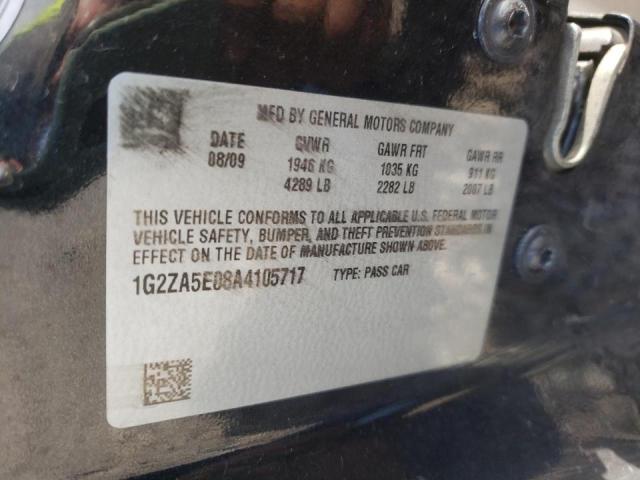 MFD BY GENERAL MOTORS COMPANY
DATE GVWR GAWR FRT GAWR RR
08/09 1946 KG 1035 KG 911 KG
4289 LB 2282 LB 2007 LB
THIS VEHICLE CONFORMS TO ALL APPLICABLE U.S. FEDERAL MOTOR
VEHICLE SAFETY, BUMPER, AND THEFT PREVENTION STANDARDS IN
EFFECT ON THE DATE OF MANUFACTURE SHOWN ABOVE.
1G2ZA5E08A4105717 TYPE: PASS CAR